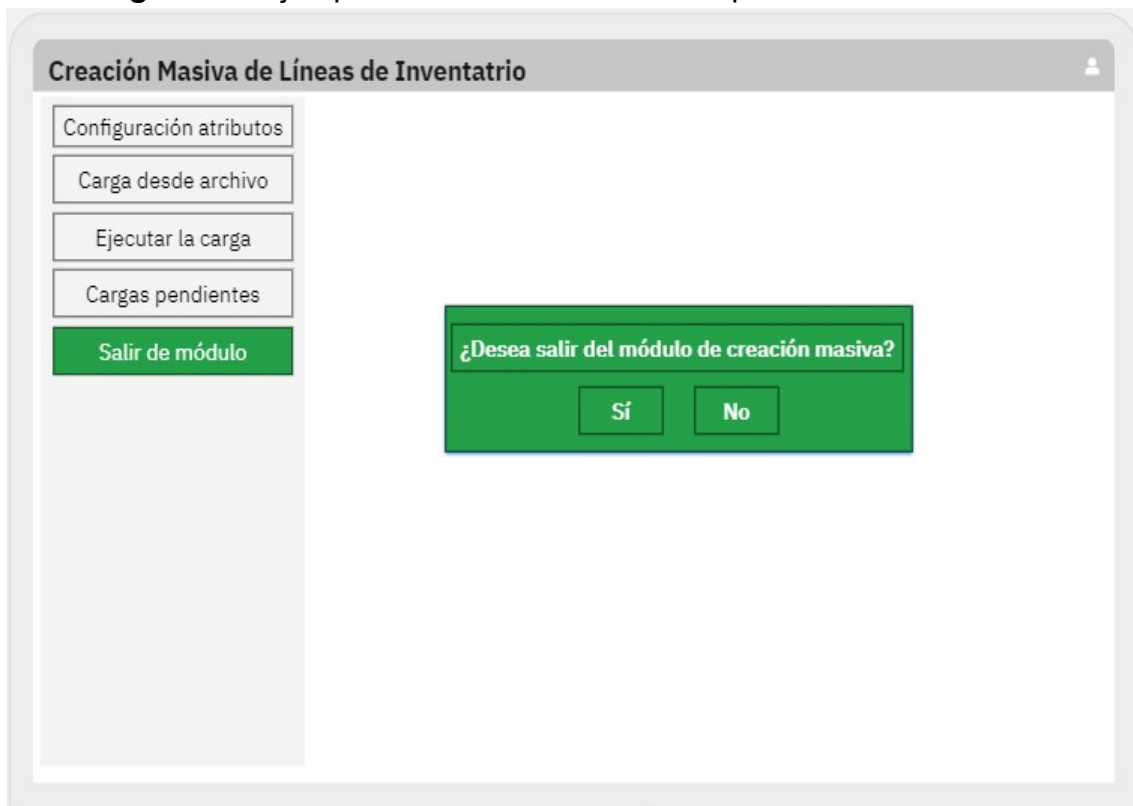 Creación Masiva de Líneas de Inventatrio
Configuración atributos
Carga desde archivo
Ejecutar la carga
Cargas pendientes
Salir de módulo
¿Desea salir del módulo de creación masiva?
Sí No